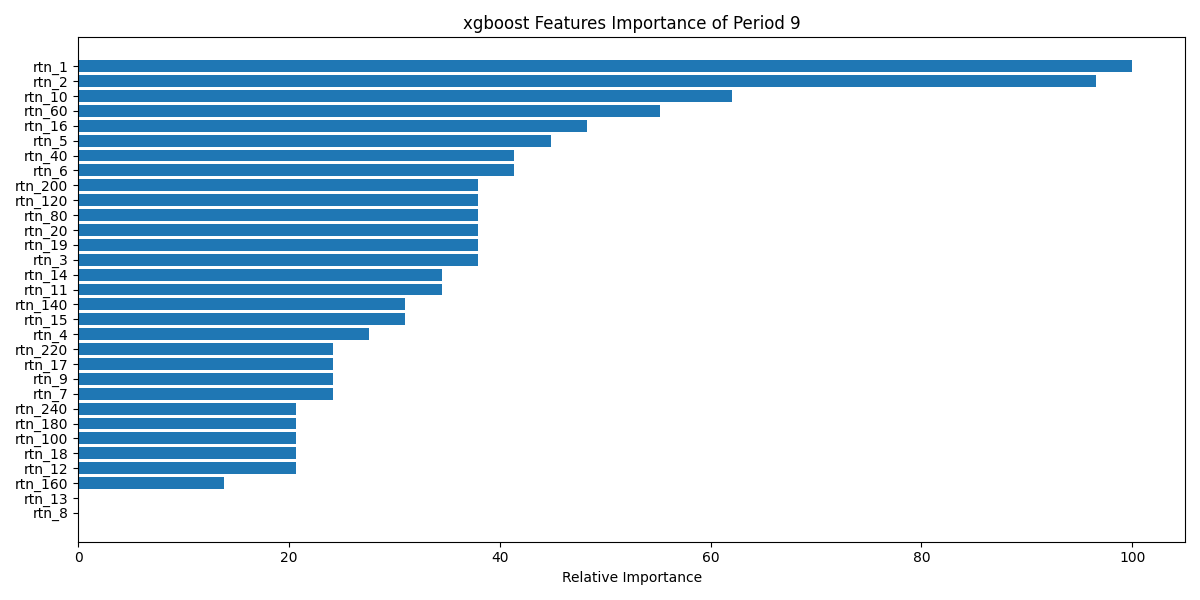 xgboost Features Importance of Period 9
rtn_1
rtn_2
rtn_10
rtn_60
rtn_16
rtn_5
rtn_40
rtn_6
rtn_200
rtn_120
rtn_80
rtn_20
rtn_19
rtn_3
rtn_14
rtn_11
rtn_140
rtn_15
rtn_4
rtn_220
rtn_17
rtn_9
rtn_7
rtn_240
rtn_180
rtn_100
rtn_18
rtn_12
rtn_160
rtn_13
rtn_8
0 20 40 60 80 100
Relative Importance